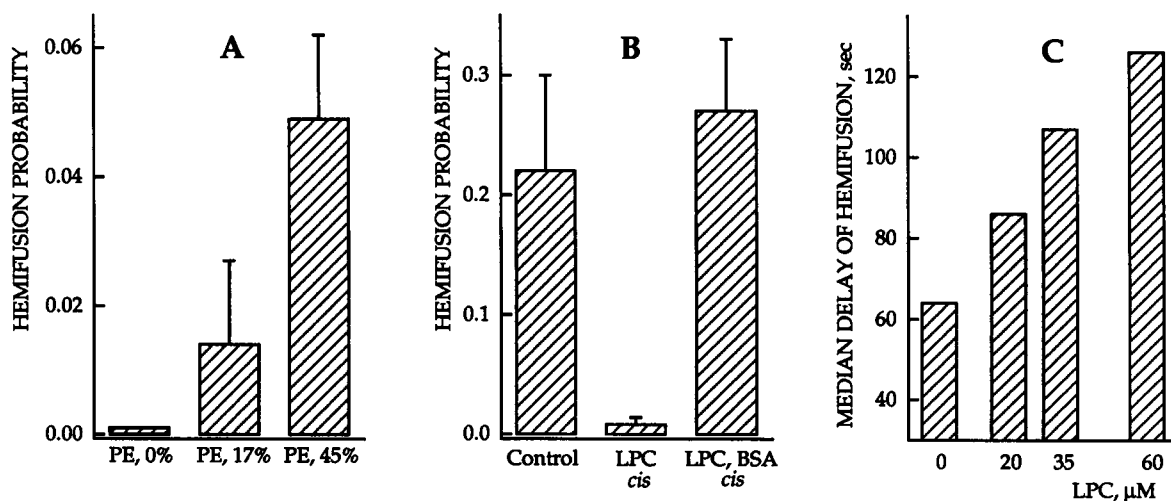 A
HEMIFUSION PROBABILITY
0.06
0.04
0.02
0.00
PE, 0%
PE, 17%
PE, 45%
B
HEMIFUSION PROBABILITY
0.3
0.2
0.1
0.0
Control
LPC
cis
LPC, BSA
cis
C
MEDIAN DELAY OF HEMIFUSION, sec
120
100
80
60
40
0
20
35
60
LPC, μM